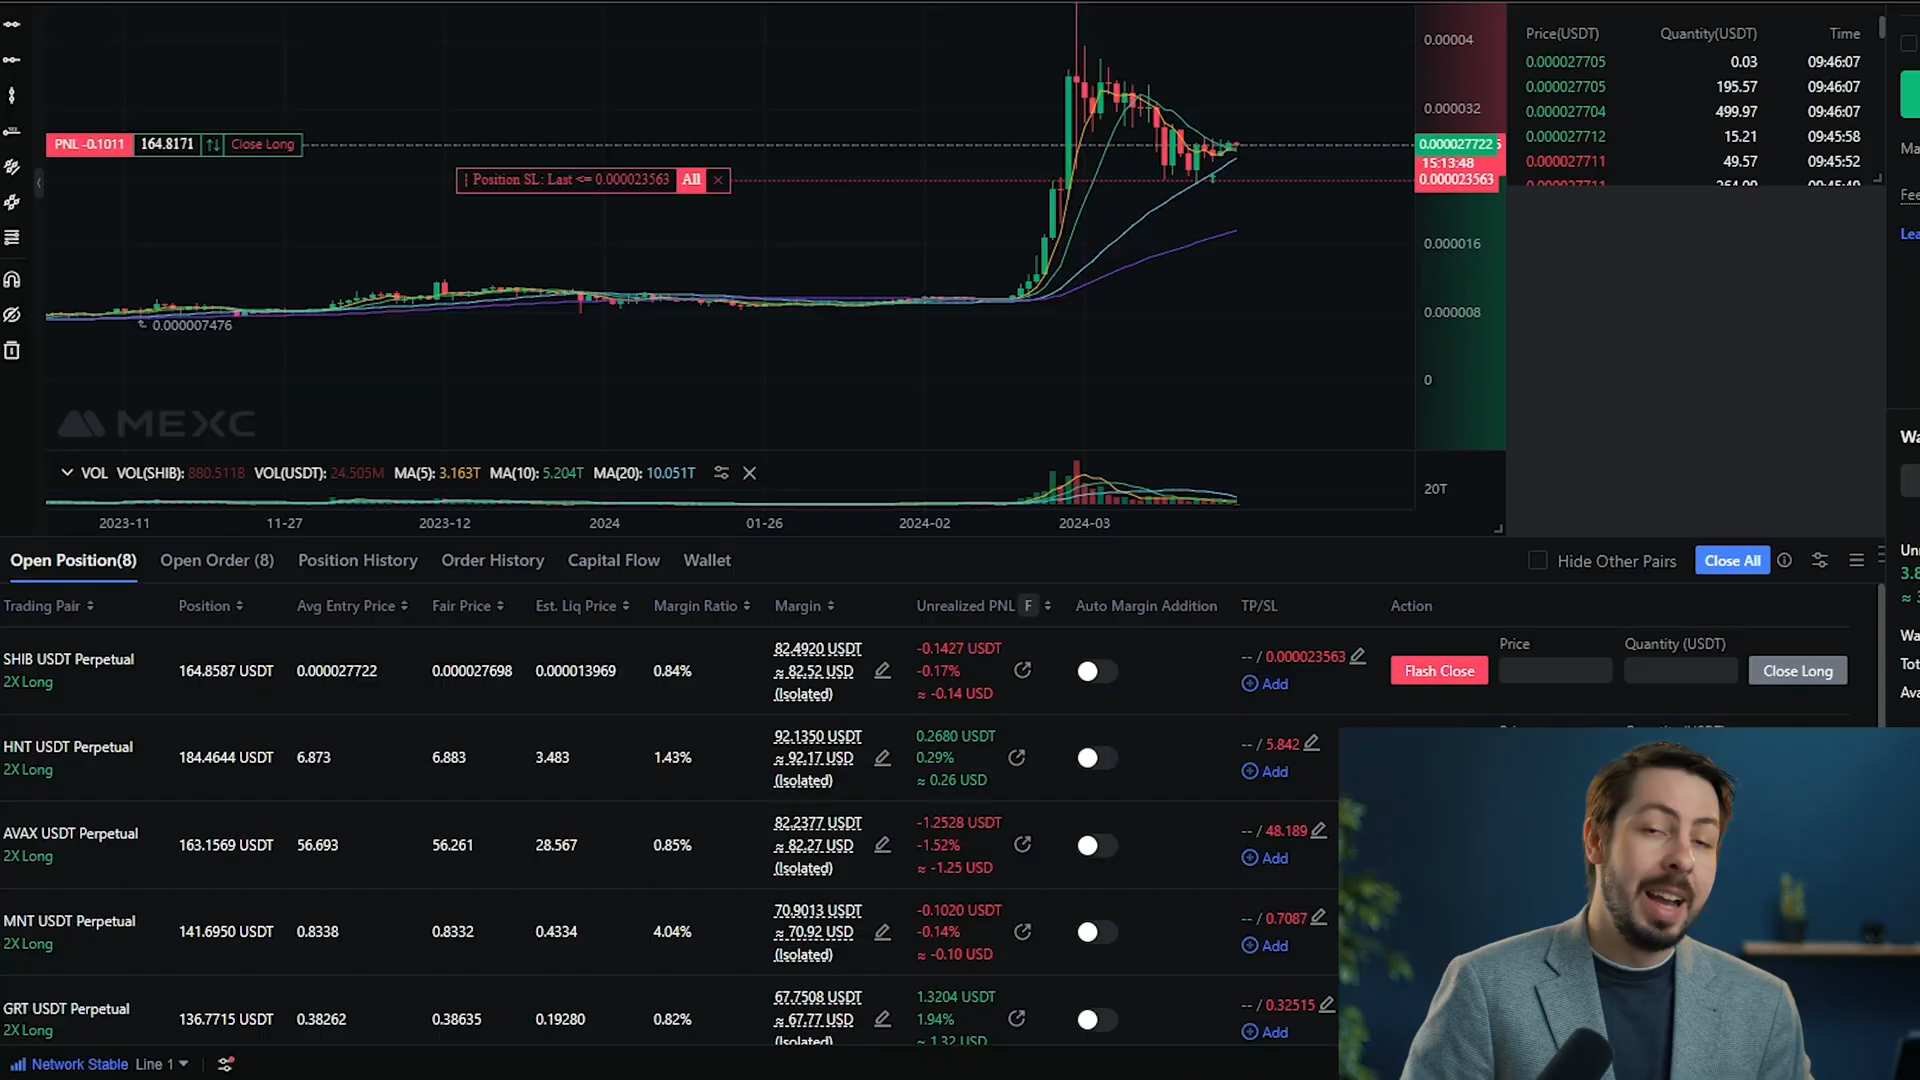 0.00004
0.000032
0.000027722
15:13:48
0.000023563
0.000016
0.000008
0
20T
Price(USDT) Quantity(USDT) Time
0.000027705 0.03 09:46:07
0.000027705 195.57 09:46:07
0.000027704 499.97 09:46:07
0.000027712 15.21 09:45:58
0.000027711 49.57 09:45:52
PNL -0.1011 164.8171 Close Long
Position SL: Last <= 0.000023563 All
0.000007476
MEXC
VOL VOL(SHIB): 880.511B VOL(USDT): 24.505M MA(5): 3.163T MA(10): 5.204T MA(20): 10.051T
2023-11 11-27 2023-12 2024 01-26 2024-02 2024-03
Open Position(8) Open Order (8) Position History Order History Capital Flow Wallet Hide Other Pairs Close All
Trading Pair Position Avg Entry Price Fair Price Est. Liq Price Margin Ratio Margin Unrealized PNL F Auto Margin Addition TP/SL Action
SHIB USDT Perpetual
2X Long
164.8587 USDT 0.000027722 0.000027698 0.000013969 0.84%
82.4920 USDT
≈ 82.52 USD
(Isolated)
-0.1427 USDT
-0.17%
≈ -0.14 USD
-- / 0.000023563
Add
Flash Close
Price
Quantity (USDT)
Close Long
HNT USDT Perpetual
2X Long
184.4644 USDT 6.873 6.883 3.483 1.43%
92.1350 USDT
≈ 92.17 USD
(Isolated)
0.2680 USDT
0.29%
≈ 0.26 USD
-- / 5.842
Add
AVAX USDT Perpetual
2X Long
163.1569 USDT 56.693 56.261 28.567 0.85%
82.2377 USDT
≈ 82.27 USD
(Isolated)
-1.2528 USDT
-1.52%
≈ -1.25 USD
-- / 48.189
Add
MNT USDT Perpetual
2X Long
141.6950 USDT 0.8338 0.8332 0.4334 4.04%
70.9013 USDT
≈ 70.92 USD
(Isolated)
-0.1020 USDT
-0.14%
≈ -0.10 USD
-- / 0.7087
Add
GRT USDT Perpetual
2X Long
136.7715 USDT 0.38262 0.38635 0.19280 0.82%
67.7508 USDT
≈ 67.77 USD
(Isolated)
1.3204 USDT
1.94%
≈ 1.32 USD
-- / 0.32515
Add
Network Stable Line 1